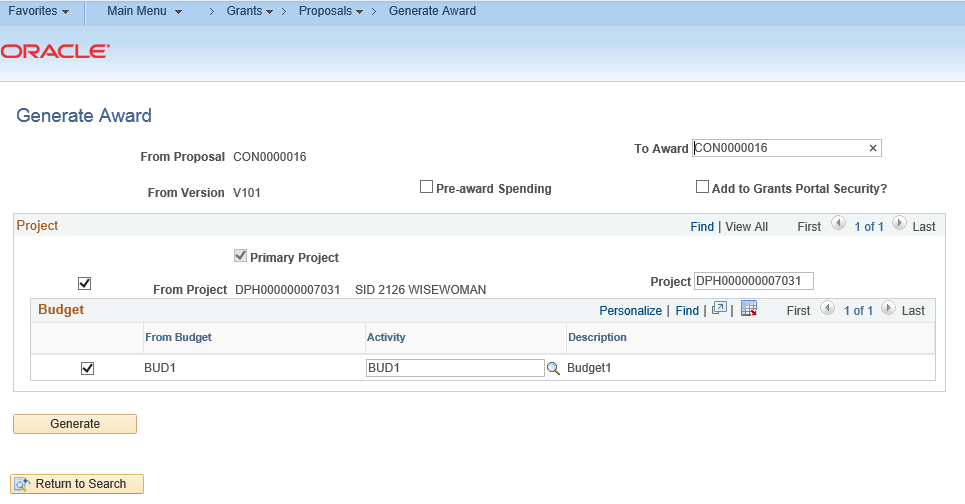 Favorites Main Menu > Grants > Proposals > Generate Award
ORACLE
Generate Award
From Proposal CON0000016 To Award CON0000016 ×
From Version V101 Pre-award Spending Add to Grants Portal Security?
Project Find | View All First 1 of 1 Last
Primary Project
From Project DPH000000007031 SID 2126 WISEWOMAN Project DPH000000007031
Budget Personalize | Find | | First 1 of 1 Last
From Budget Activity Description
BUD1 BUD1 Budget1
Generate
Return to Search